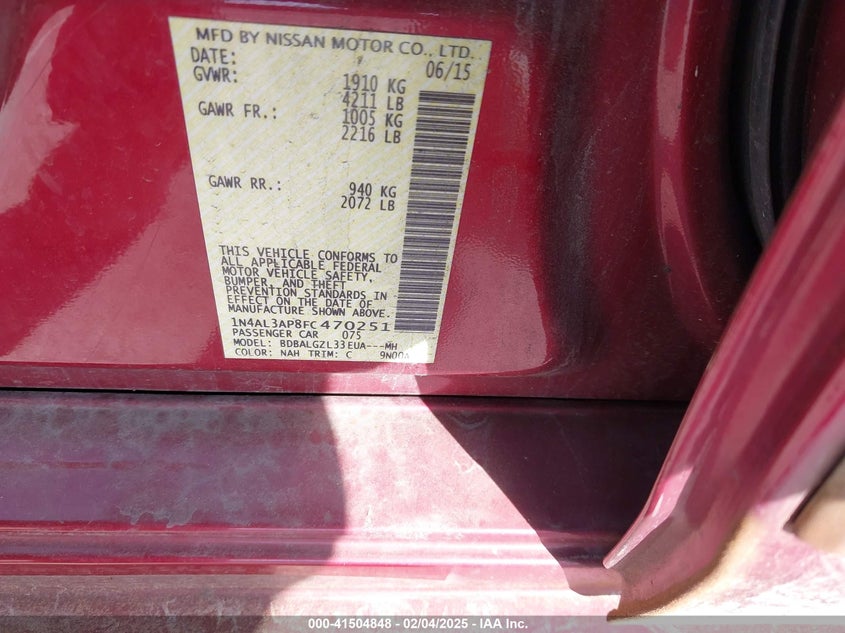 MFD BY NISSAN MOTOR CO., LTD.
DATE: 06/15
GVWR: 1910 KG
4211 LB
GAWR FR.: 1005 KG
2216 LB
GAWR RR.: 940 KG
2072 LB
THIS VEHICLE CONFORMS TO
ALL APPLICABLE FEDERAL
MOTOR VEHICLE SAFETY,
BUMPER, AND THEFT
PREVENTION STANDARDS IN
EFFECT ON THE DATE OF
MANUFACTURE SHOWN ABOVE.
1N4AL3AP8FC470251
PASSENGER CAR 075
MODEL: BDBALGZL33EUA---MH
COLOR: NAH TRIM: C 9N00A
000-41504848 - 02/04/2025 - IAA Inc.